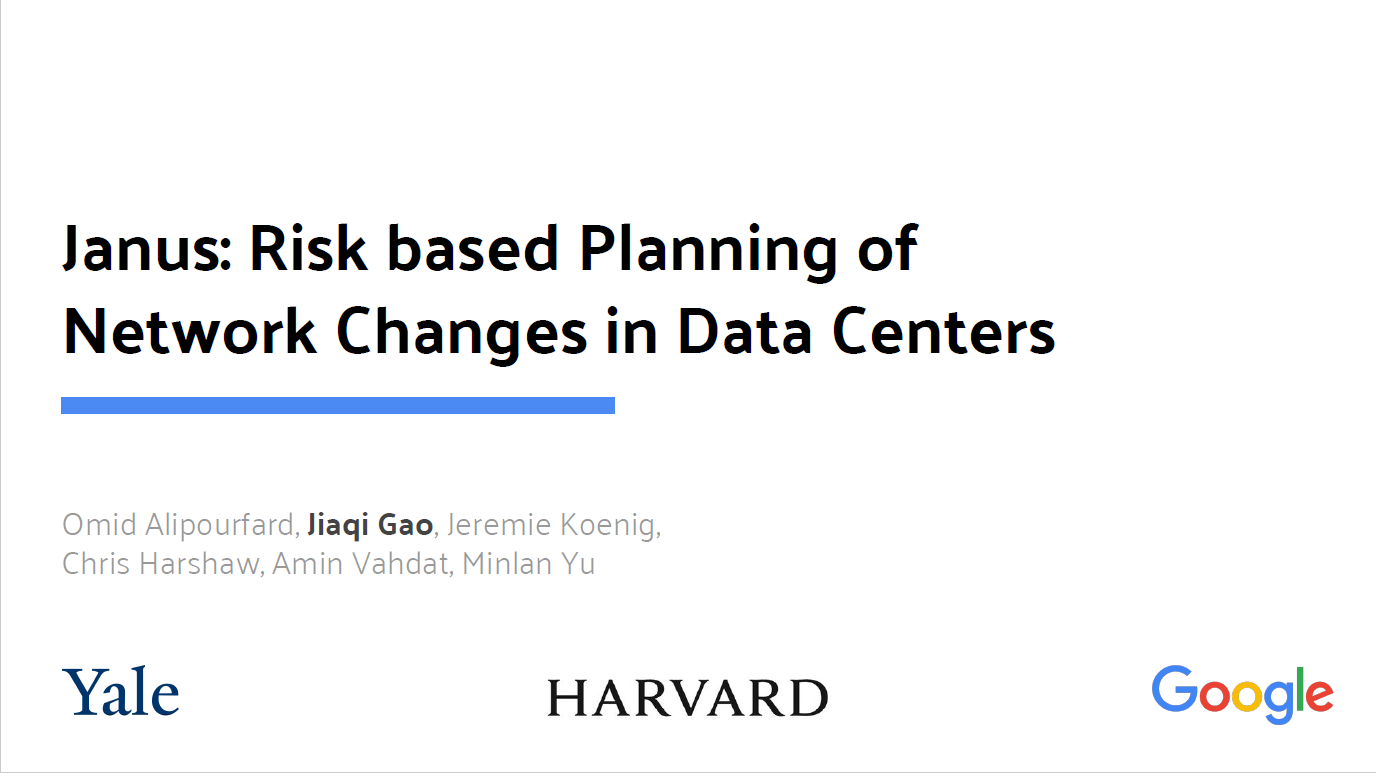 Janus: Risk based Planning of
Network Changes in Data Centers
Omid Alipourfard, Jiaqi Gao, Jeremie Koenig,
Chris Harshaw, Amin Vahdat, Minlan Yu
Yale
HARVARD
Google